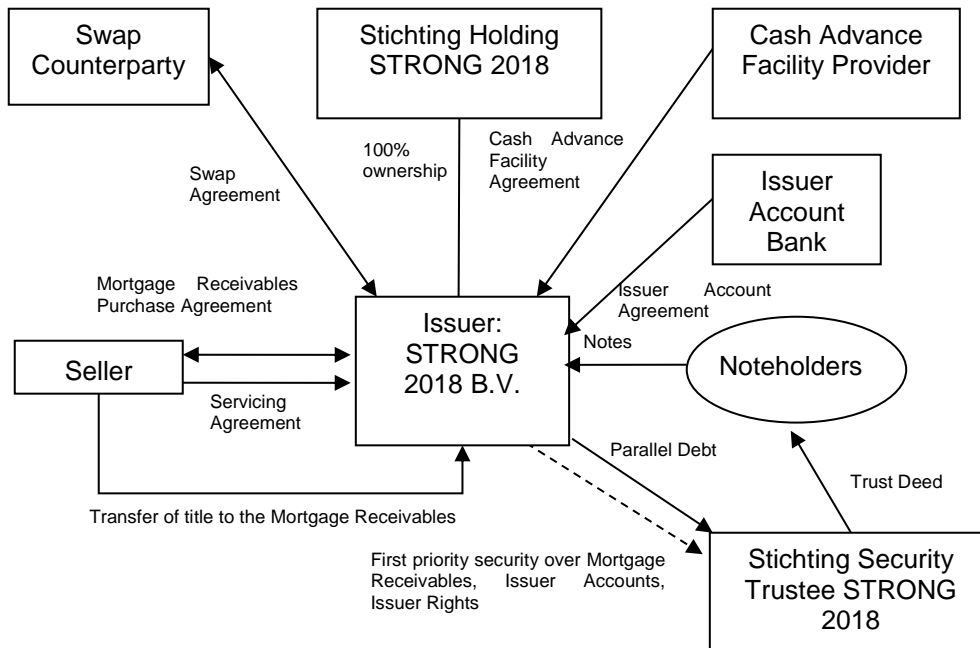 Swap
Counterparty
Stichting Holding
STRONG 2018
Cash Advance
Facility Provider
Swap
Agreement
100%
ownership
Cash Advance
Facility
Agreement
Issuer
Account
Bank
Mortgage Receivables
Purchase Agreement
Issuer Account
Agreement
Issuer:
STRONG
2018 B.V.
Notes
Noteholders
Seller
Servicing
Agreement
Parallel Debt
Trust Deed
Transfer of title to the Mortgage Receivables
First priority security over Mortgage
Receivables, Issuer Accounts,
Issuer Rights
Stichting Security
Trustee STRONG
2018